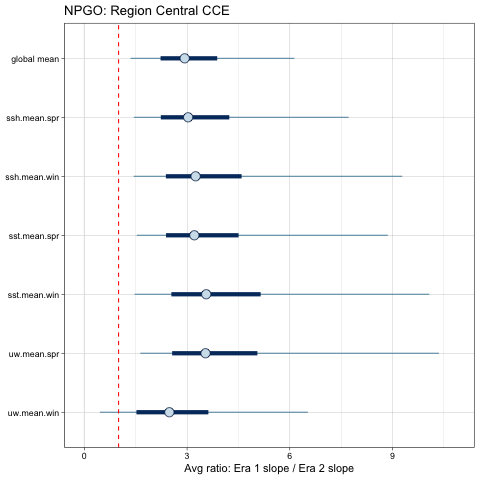 NPGO: Region Central CCE
global mean
ssh.mean.spr
ssh.mean.win
sst.mean.spr
sst.mean.win
uw.mean.spr
uw.mean.win
0 3 6 9
Avg ratio: Era 1 slope / Era 2 slope